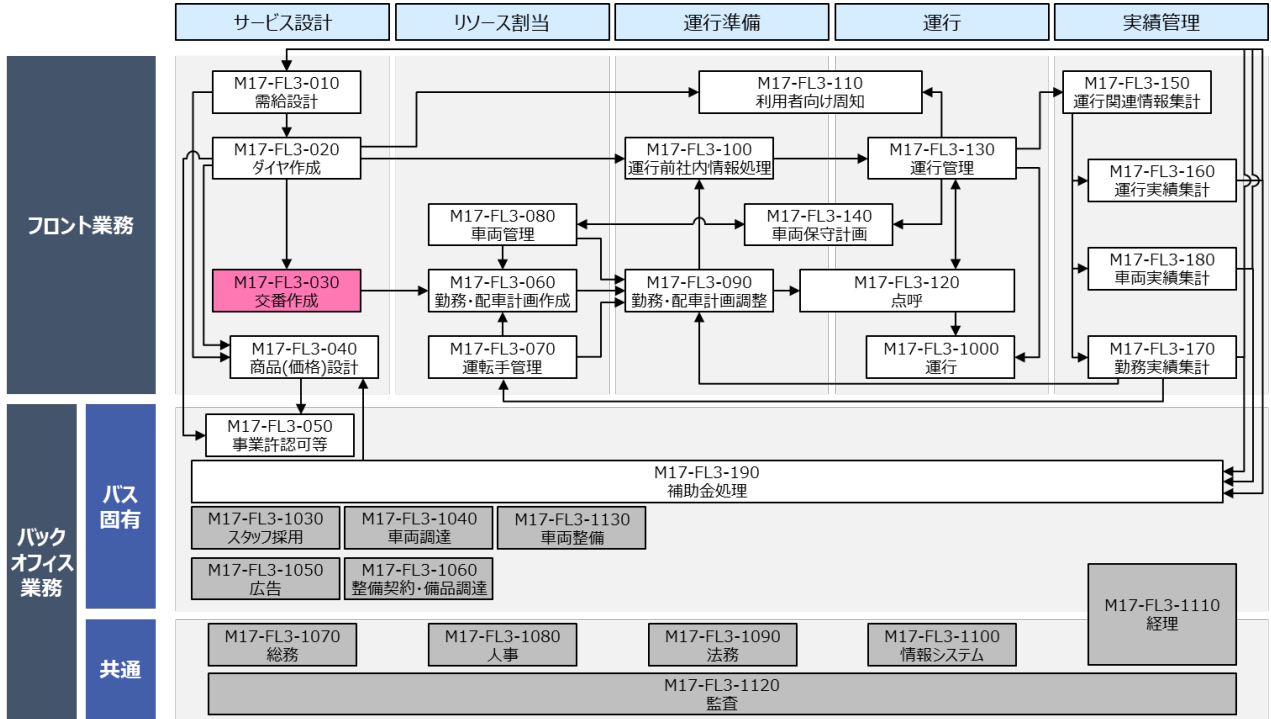 サービス設計
リソース割当
運行準備
運行
実績管理
フロント業務
M17-FL3-010
需給設計
M17-FL3-110
利用者向け周知
M17-FL3-150
運行関連情報集計
M17-FL3-020
ダイヤ作成
M17-FL3-100
運行前社内情報処理
M17-FL3-130
運行管理
M17-FL3-160
運行実績集計
M17-FL3-080
車両管理
M17-FL3-140
車両保守計画
M17-FL3-030
交番作成
M17-FL3-060
勤務・配車計画作成
M17-FL3-090
勤務・配車計画調整
M17-FL3-120
点呼
M17-FL3-180
車両実績集計
M17-FL3-040
商品(価格)設計
M17-FL3-070
運転手管理
M17-FL3-1000
運行
M17-FL3-170
勤務実績集計
バック
オフィス
業務
バス
固有
M17-FL3-050
事業許認可等
M17-FL3-190
補助金処理
M17-FL3-1030
スタッフ採用
M17-FL3-1040
車両調達
M17-FL3-1130
車両整備
M17-FL3-1050
広告
M17-FL3-1060
整備契約・備品調達
M17-FL3-1110
経理
共通
M17-FL3-1070
総務
M17-FL3-1080
人事
M17-FL3-1090
法務
M17-FL3-1100
情報システム
M17-FL3-1120
監査